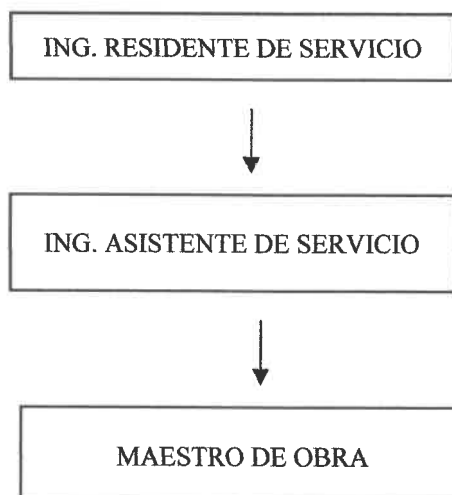 ING. RESIDENTE DE SERVICIO
ING. ASISTENTE DE SERVICIO
MAESTRO DE OBRA